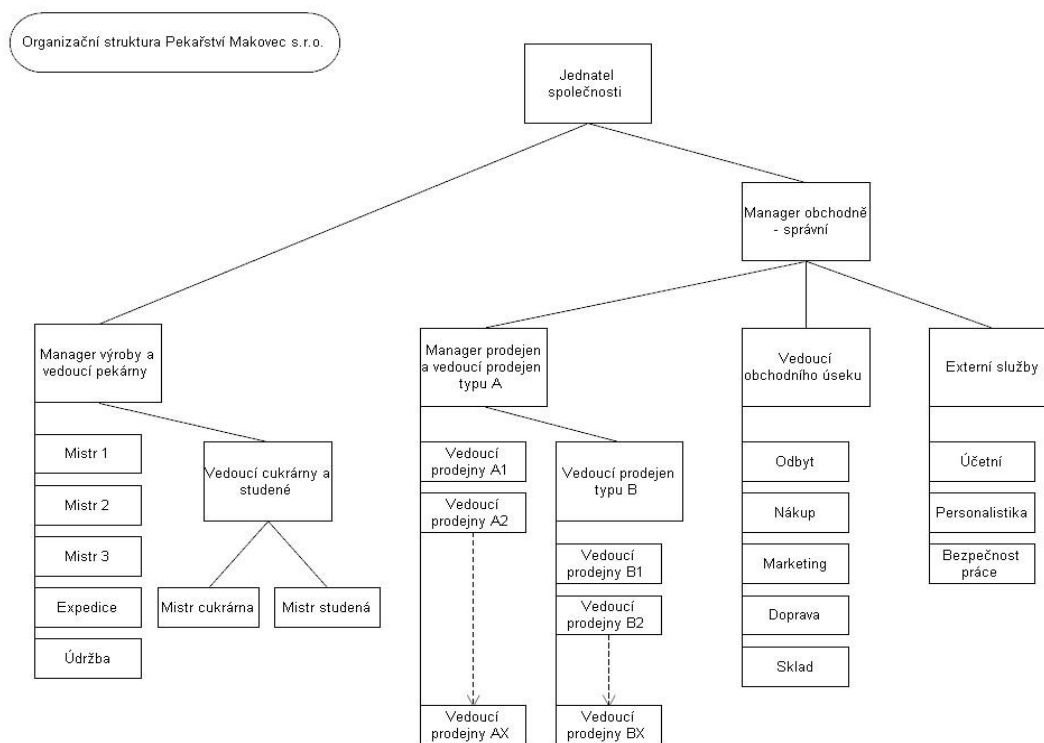 Organizační struktura Pekařství Makovec s.r.o.
Jednatel
společnosti
Manager obchodně
- správní
Manager výroby a
vedoucí pekárny
Manager prodejen
a vedoucí prodejen
typu A
Vedoucí
obchodního úseku
Externí služby
Mistr 1
Mistr 2
Mistr 3
Expedice
Údržba
Vedoucí cukrárny a
studené
Mistr cukrárna
Mistr studená
Vedoucí
prodejny A1
Vedoucí
prodejny A2
Vedoucí
prodejny AX
Vedoucí prodejen
typu B
Vedoucí
prodejny B1
Vedoucí
prodejny B2
Vedoucí
prodejny BX
Odbyt
Nákup
Marketing
Doprava
Sklad
Účetní
Personalistika
Bezpečnost
práce